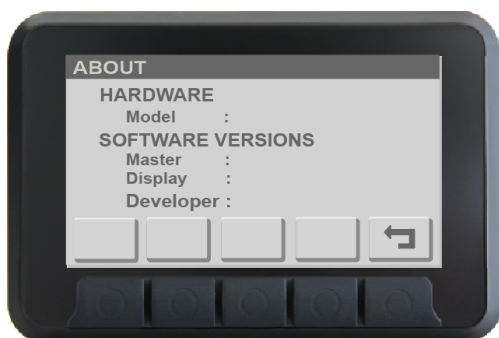 ABOUT
HARDWARE
Model :
SOFTWARE VERSIONS
Master :
Display :
Developer :